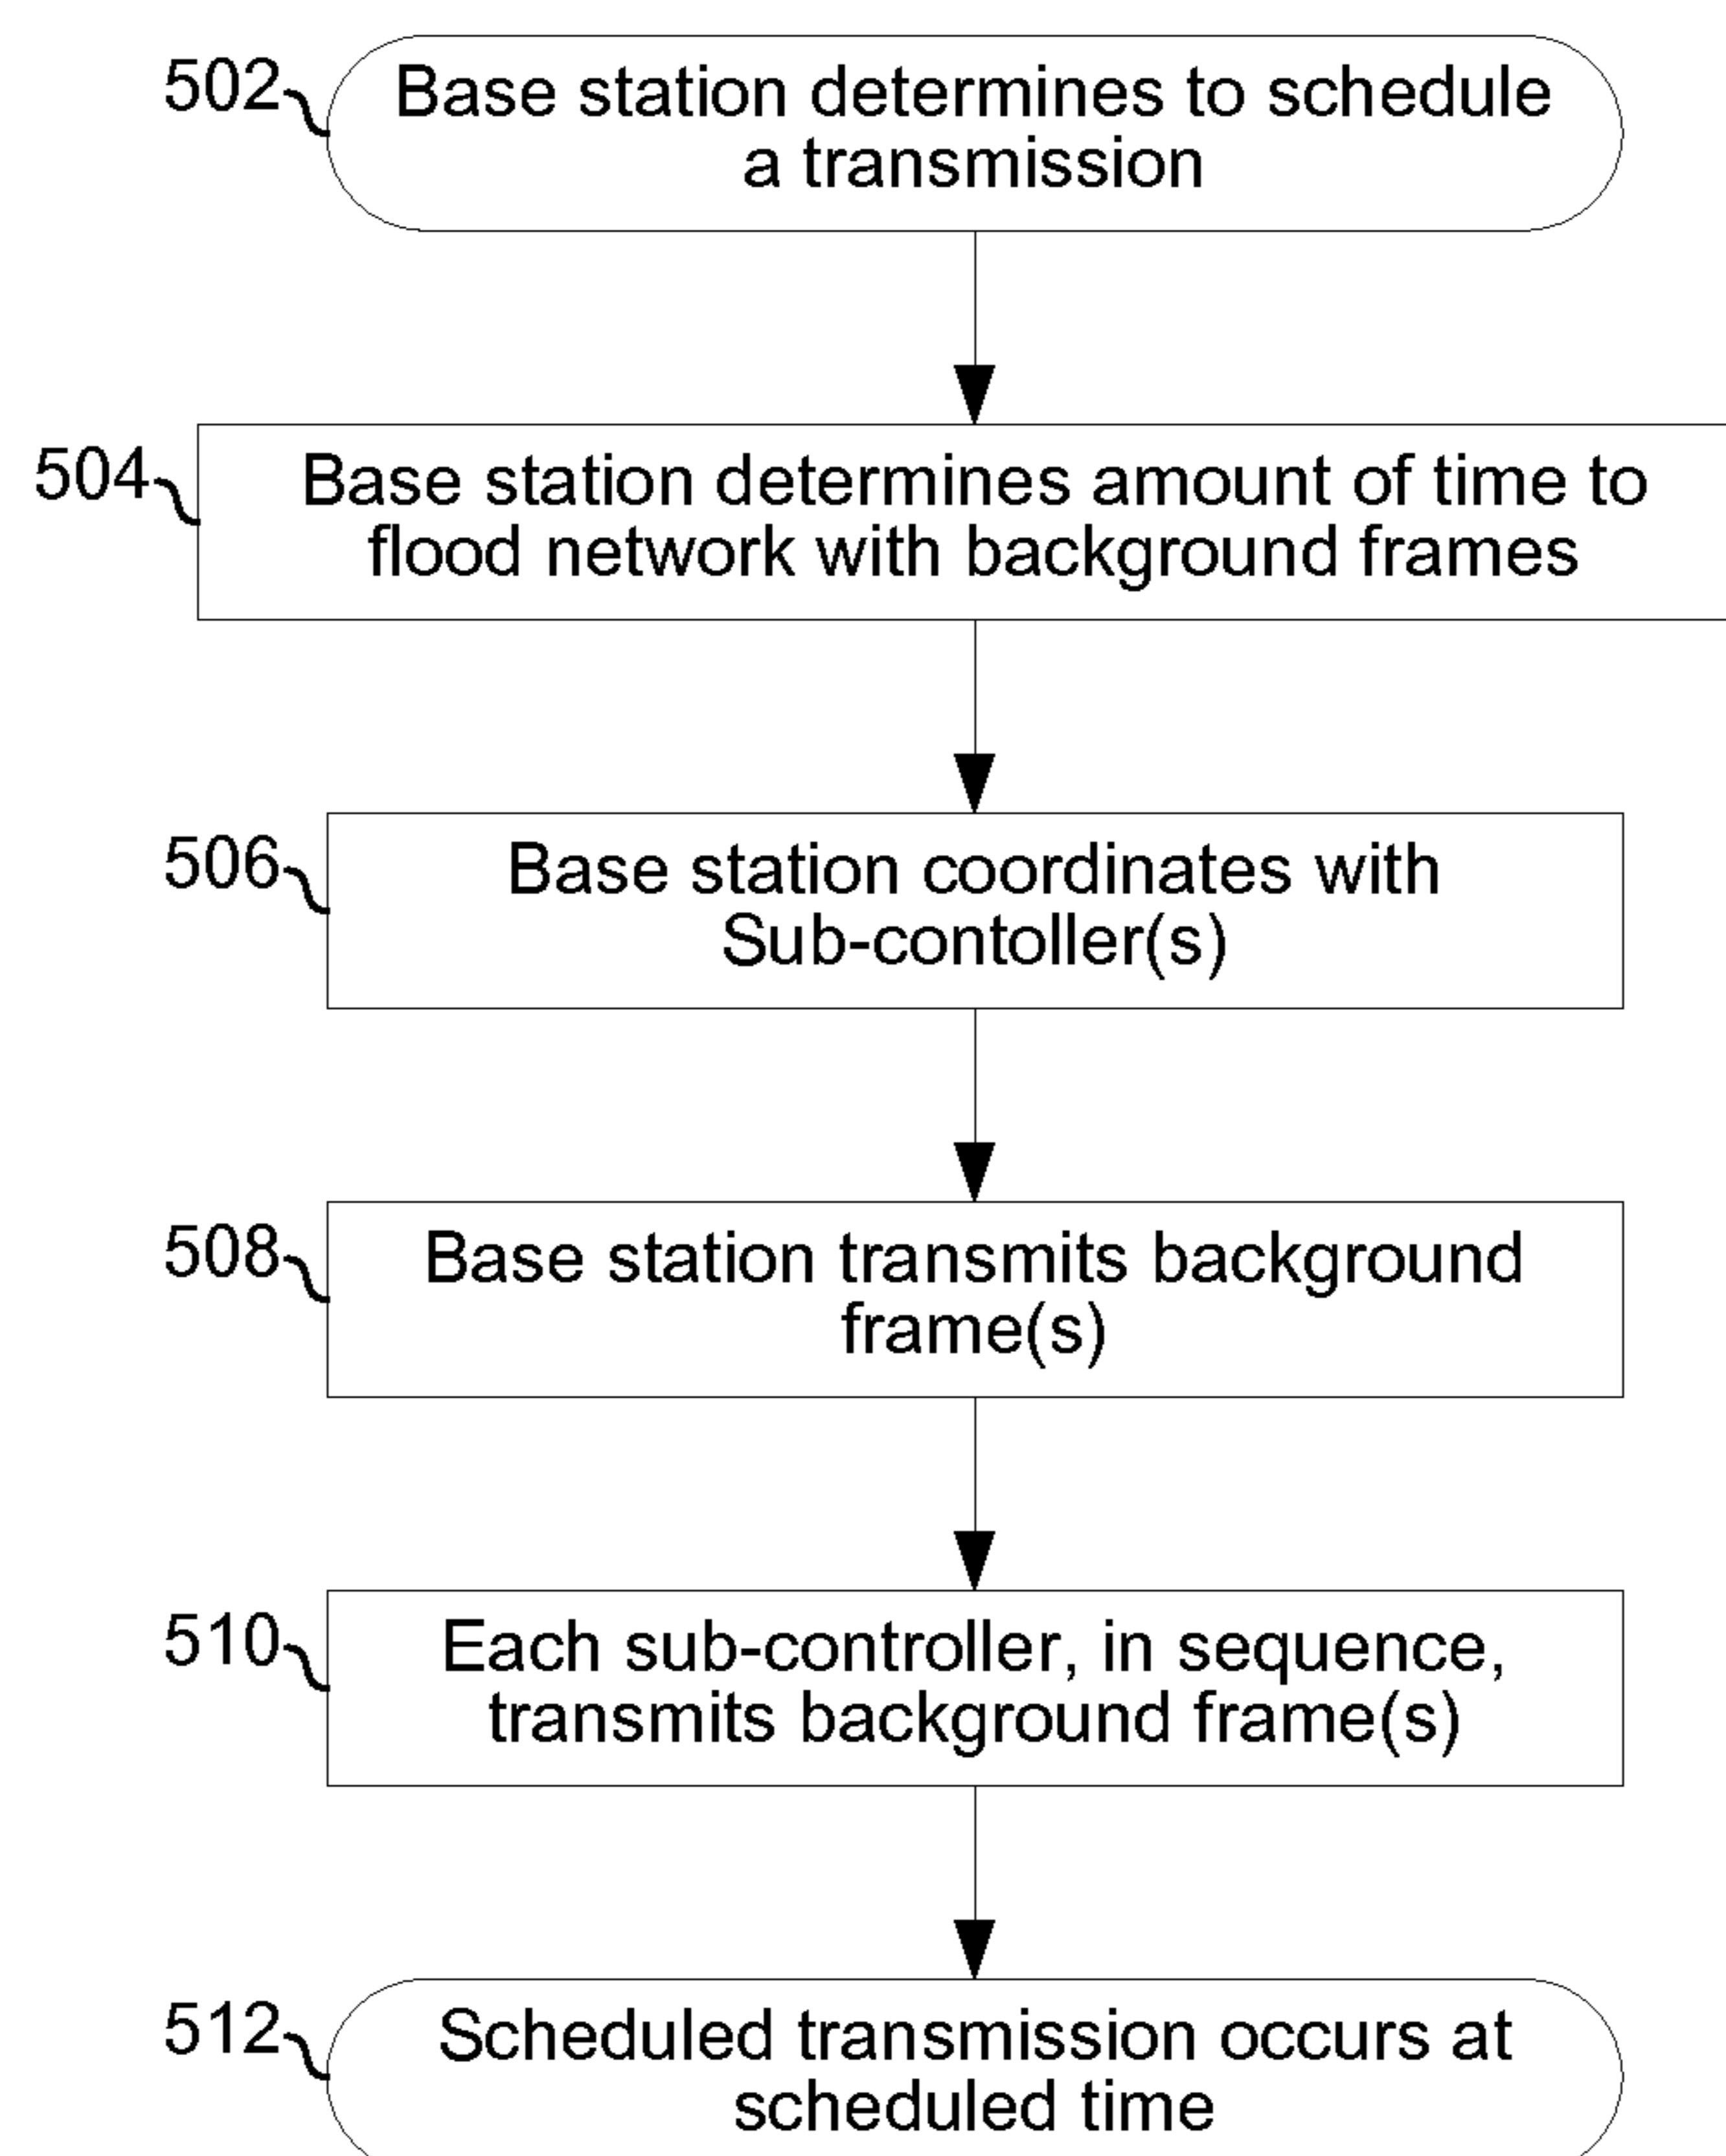 502
Base station determines to schedule
a transmission
504
Base station determines amount of time to
flood network with background frames
506
Base station coordinates with
Sub-contoller(s)
508
Base station transmits background
frame(s)
510
Each sub-controller, in sequence,
transmits background frame(s)
512
Scheduled transmission occurs at
scheduled time